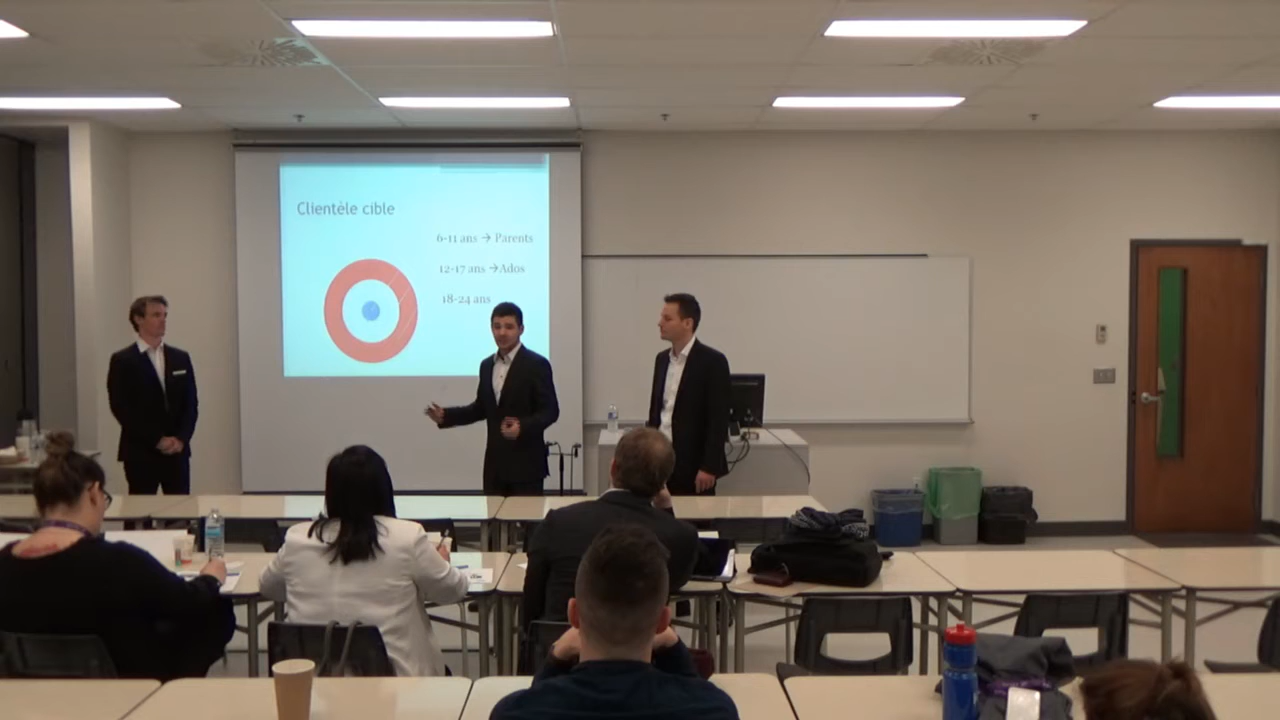 Clientèle cible
6-11 ans → Parents
12-17 ans →Ados
18-24 ans